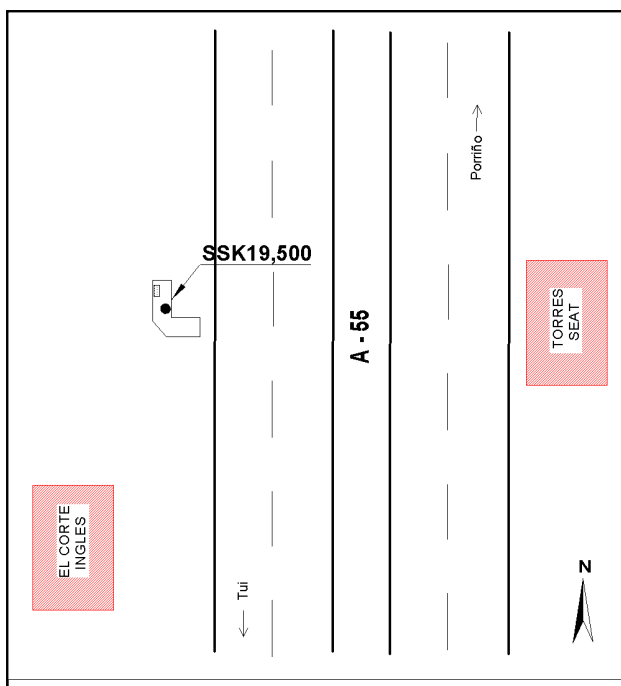 Porriño
SSK19,500
A - 55
TORRES
SEAT
EL CORTE
INGLES
Tui
N